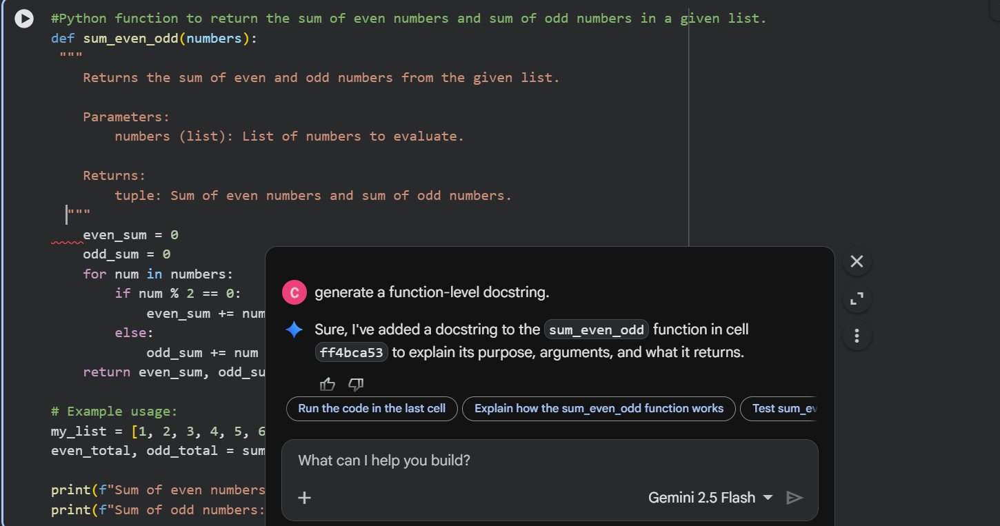 #Python function to return the sum of even numbers and sum of odd numbers in a given list.
def sum_even_odd(numbers):
"""
Returns the sum of even and odd numbers from the given list.
Parameters:
numbers (list): List of numbers to evaluate.
Returns:
tuple: Sum of even numbers and sum of odd numbers.
"""
even_sum = 0
odd_sum = 0
for num in numbers:
if num % 2 == 0:
even_sum += num
else:
odd_sum += num
return even_sum, odd_su
# Example usage:
my_list = [1, 2, 3, 4, 5, 6
even_total, odd_total = sum
print(f"Sum of even numbers
print(f"Sum of odd numbers:
C generate a function-level docstring.
Sure, I've added a docstring to the sum_even_odd function in cell
ff4bca53 to explain its purpose, arguments, and what it returns.
Run the code in the last cell Explain how the sum_even_odd function works Test sum_ev
What can I help you build?
Gemini 2.5 Flash